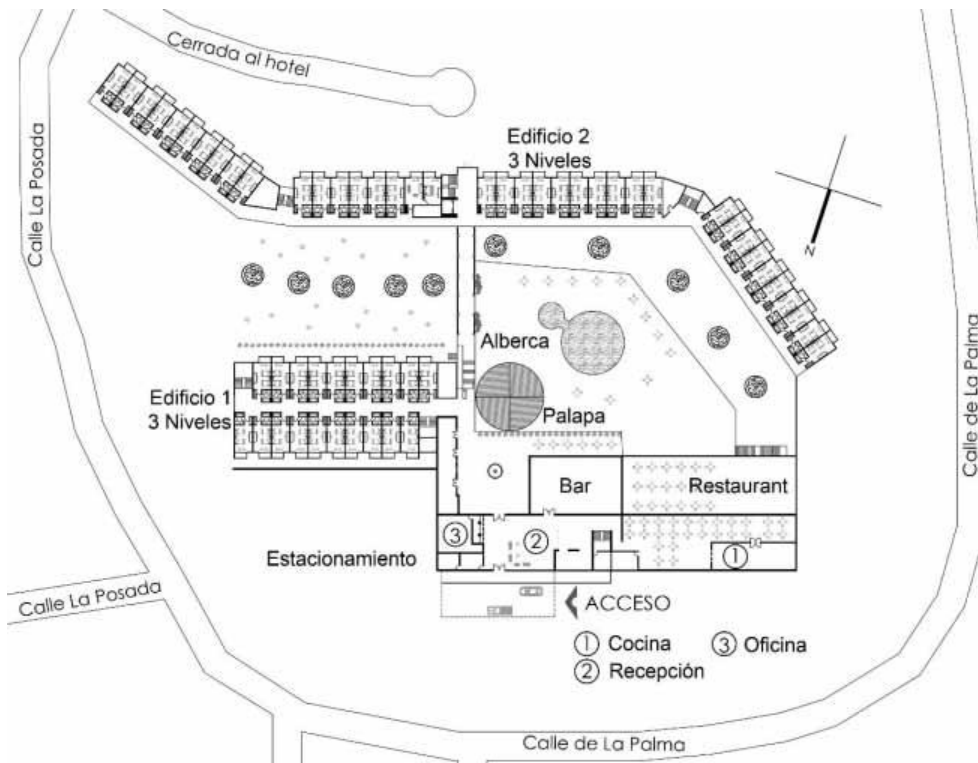 Cerrada al hotel
Calle La Posada
Edificio 2
3 Niveles
N
Alberca
Edificio 1
3 Niveles
Palapa
Calle de La Palma
Bar
Restaurant
3
2
1
Estacionamiento
Calle La Posada
ACCESO
1 Cocina
3 Oficina
2 Recepción
Calle de La Palma